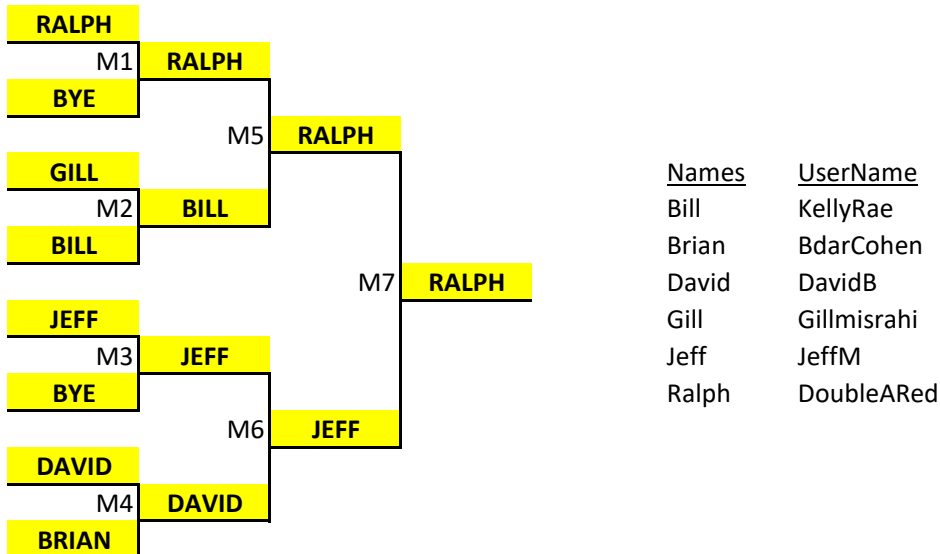 RALPH
M1 RALPH
BYE
M5 RALPH
GILL
M2 BILL
BILL
M7 RALPH
JEFF
M3 JEFF
BYE
M6 JEFF
DAVID
M4 DAVID
BRIAN
Names UserName
Bill KellyRae
Brian BdarCohen
David DavidB
Gill Gillmisrahi
Jeff JeffM
Ralph DoubleARed